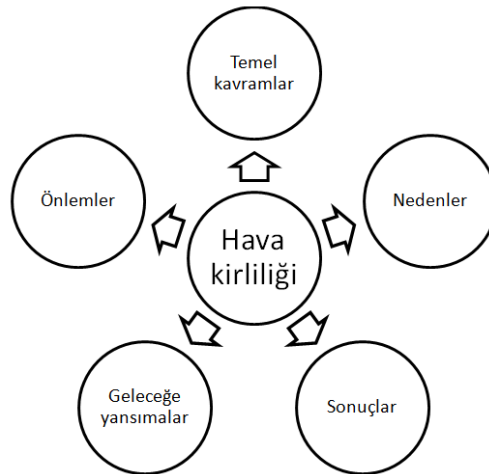 Temel
kavramlar
Önlemler
Nedenler
Hava
kirliliği
Geleceğe
yansımalar
Sonuçlar